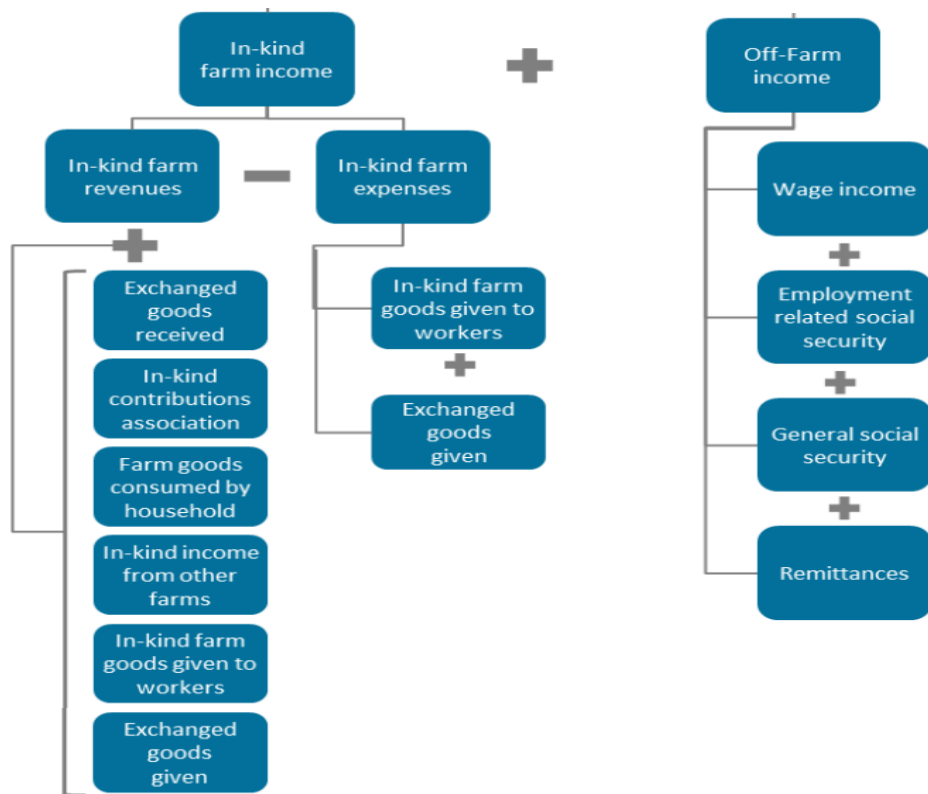 In-kind
farm income
Off-Farm
income
In-kind farm
revenues
In-kind farm
expenses
Wage income
Exchanged
goods
received
In-kind
contributions
association
Farm goods
consumed by
household
In-kind income
from other
farms
In-kind farm
goods given to
workers
Exchanged
goods
given
In-kind farm
goods given to
workers
Exchanged
goods
given
Employment
related social
security
General social
security
Remittances